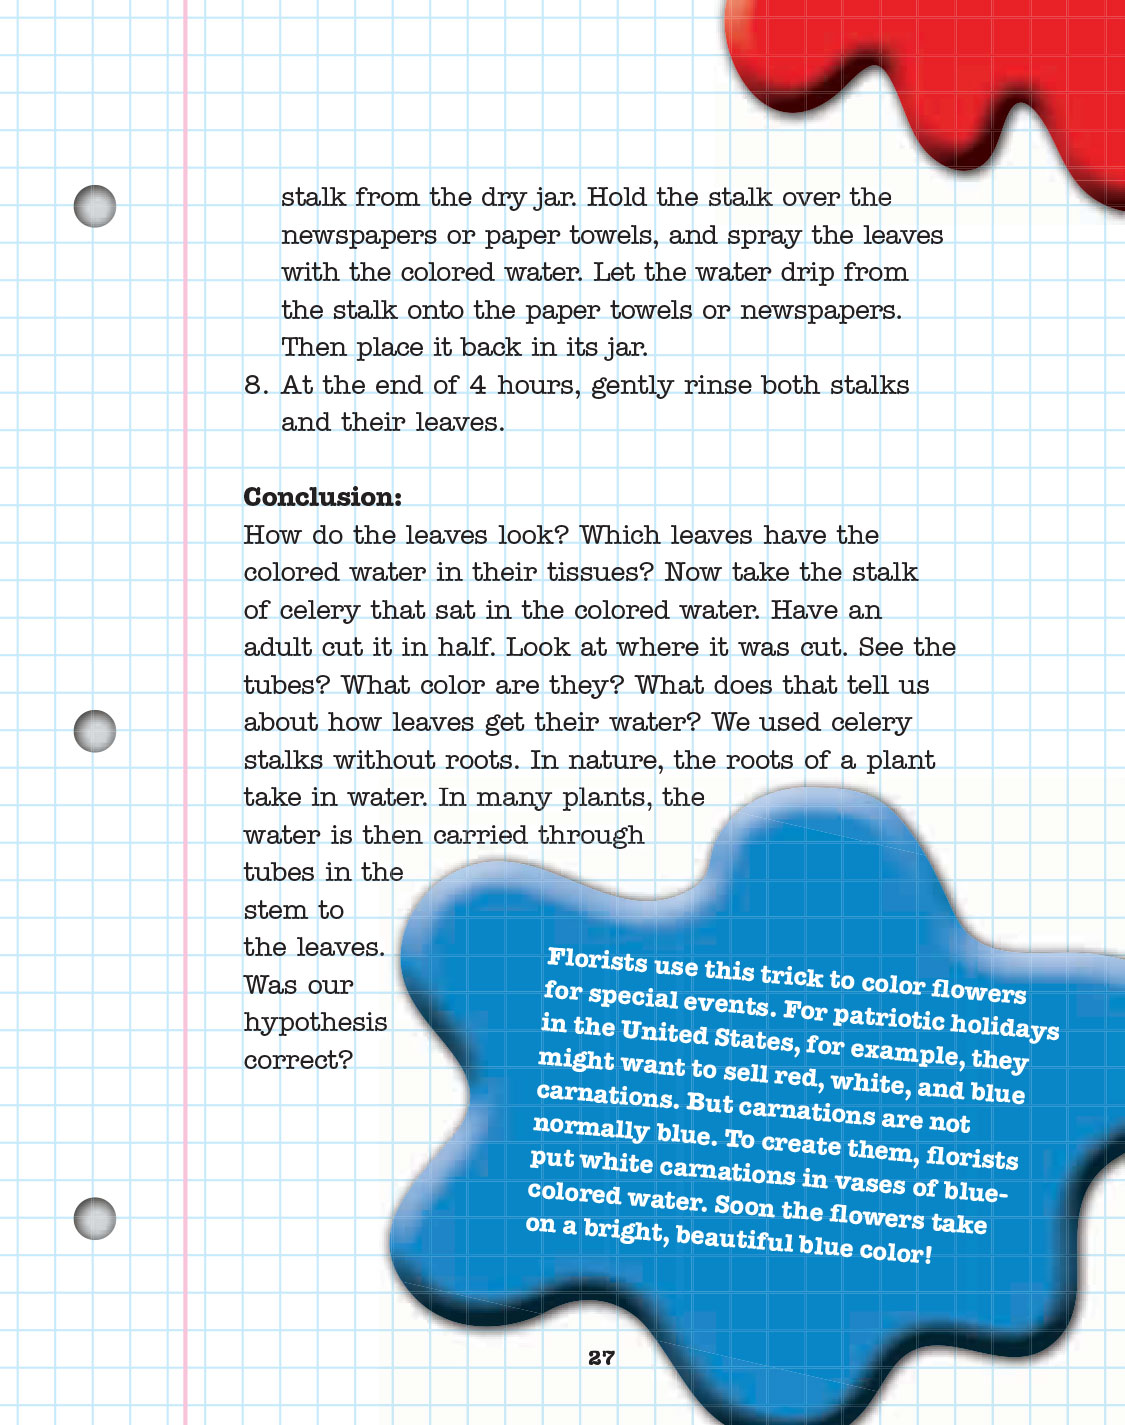 stalk from the dry jar. Hold the stalk over the
newspapers or paper towels, and spray the leaves
with the colored water. Let the water drip from
the stalk onto the paper towels or newspapers.
Then place it back in its jar.
8. At the end of 4 hours, gently rinse both stalks
and their leaves.
Conclusion:
How do the leaves look? Which leaves have the
colored water in their tissues? Now take the stalk
of celery that sat in the colored water. Have an
adult cut it in half. Look at where it was cut. See the
tubes? What color are they? What does that tell us
about how leaves get their water? We used celery
stalks without roots. In nature, the roots of a plant
take in water. In many plants, the
water is then carried through
tubes in the
stem to
the leaves.
Was our
hypothesis
correct?
Florists use this trick to color flowers
for special events. For patriotic holidays
in the United States, for example, they
might want to sell red, white, and blue
carnations. But carnations are not
normally blue. To create them, florists
put white carnations in vases of blue-
colored water. Soon the flowers take
on a bright, beautiful blue color!
27